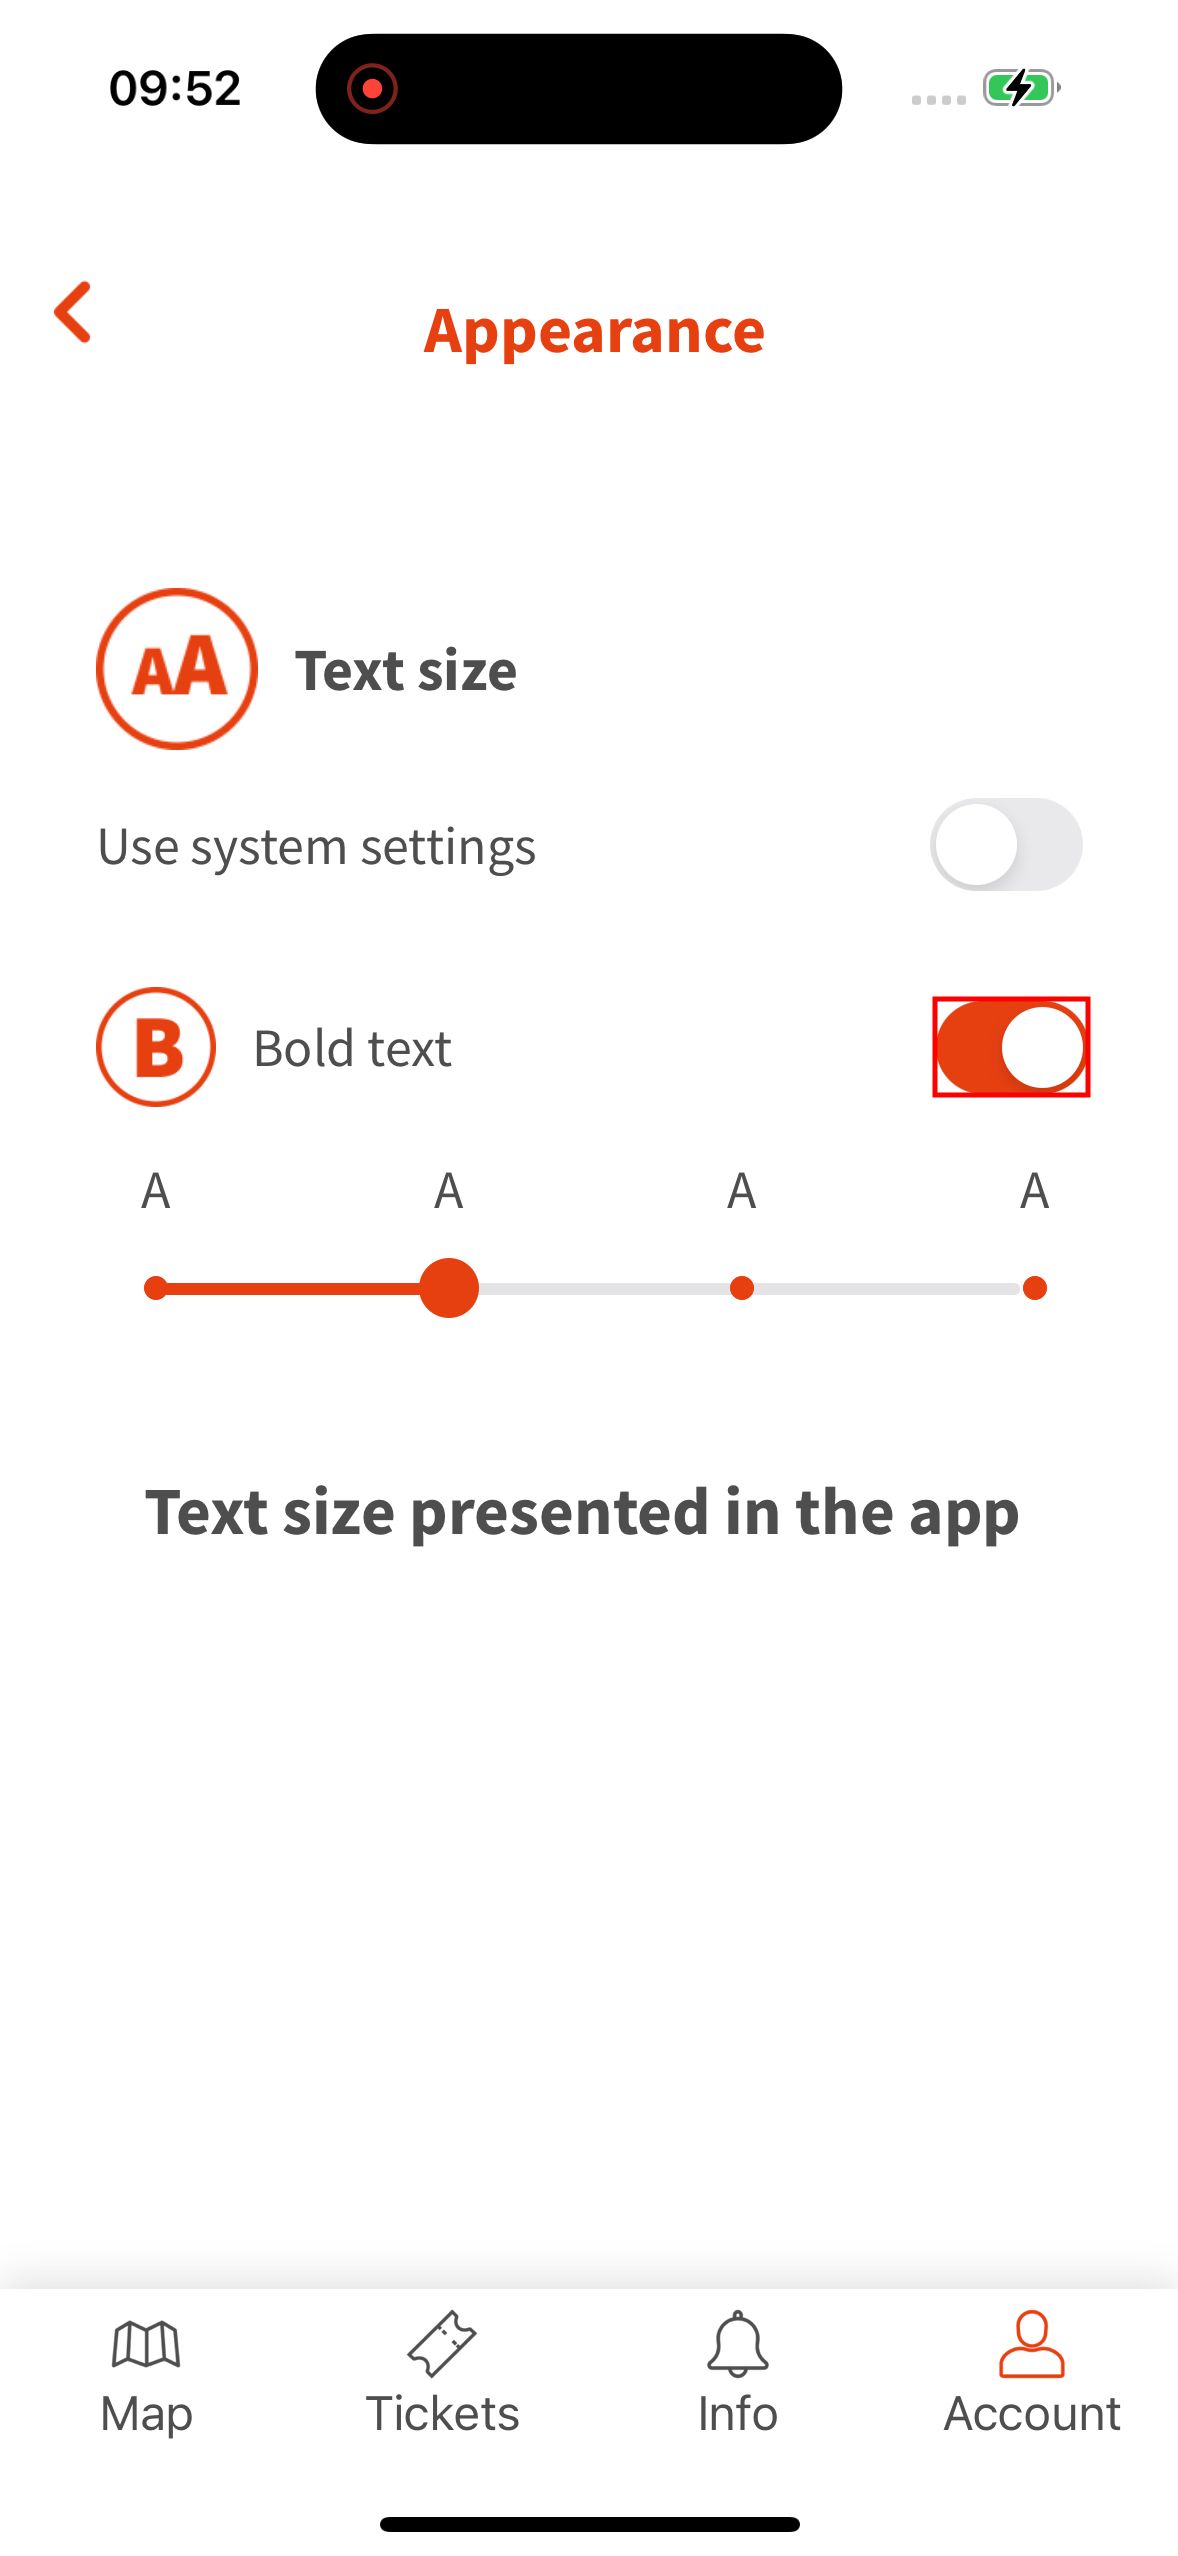 09:52
Appearance
AA
Text size
Use system settings
B
Bold text
A A A A
Text size presented in the app
Map Tickets Info Account